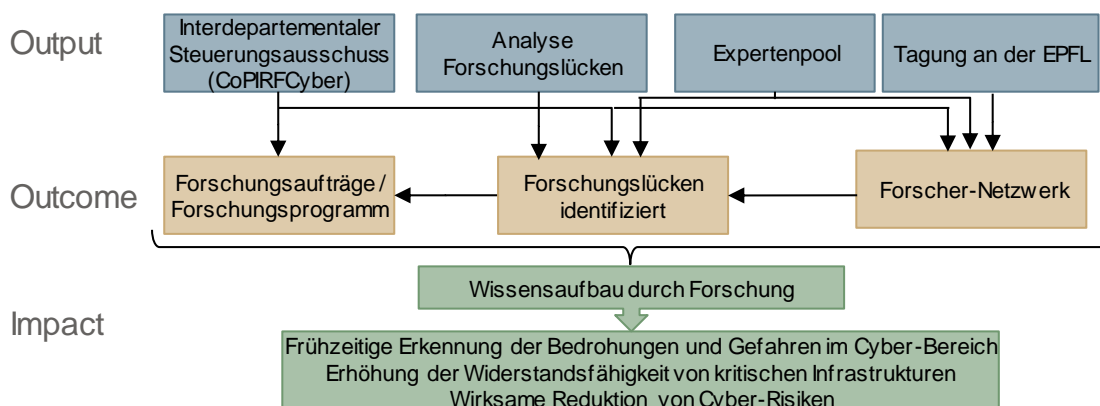 Output
Interdepartementaler
Steuerungsausschuss
(CoPIRFCyber)
Analyse
Forschungslücken
Expertenpool
Tagung an der EPFL
Outcome
Forschungsaufträge /
Forschungsprogramm
Forschungslücken
identifiziert
Forscher-Netzwerk
Impact
Wissensaufbau durch Forschung
Frühzeitige Erkennung der Bedrohungen und Gefahren im Cyber-Bereich
Erhöhung der Widerstandsfähigkeit von kritischen Infrastrukturen
Wirksame Reduktion von Cyber-Risiken